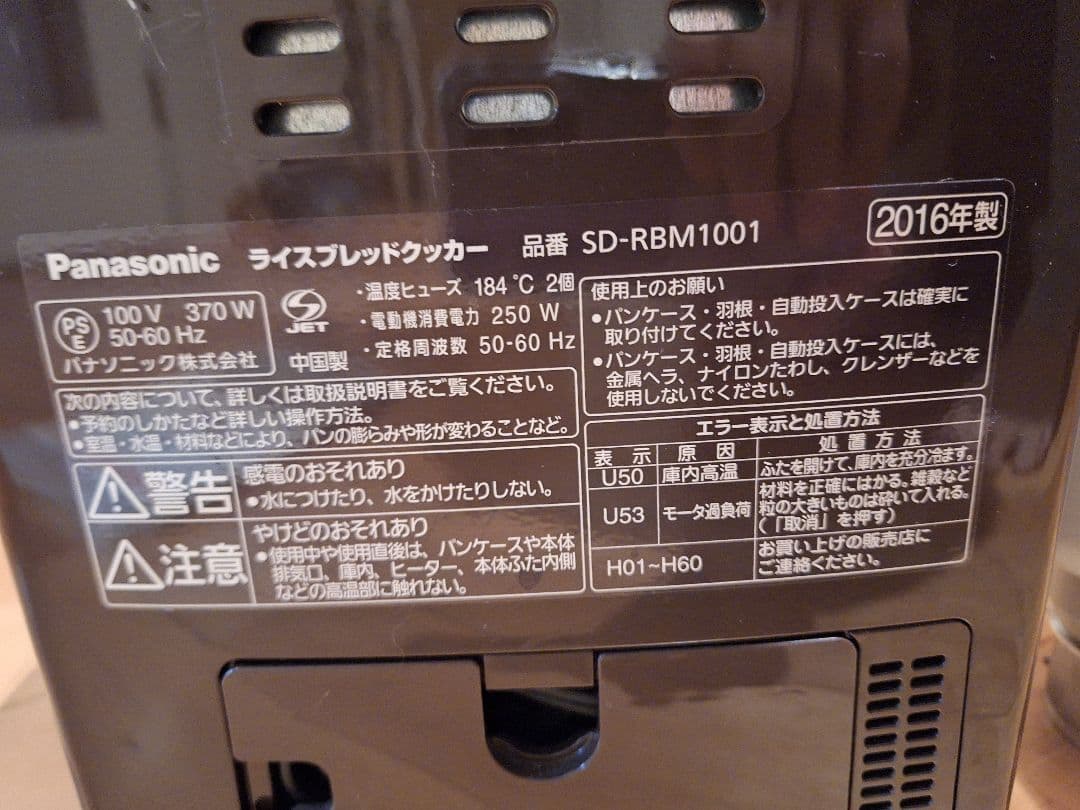 Panasonic ライスブレッドクッカー 品番 SD-RBM1001 2016年製
PS
E
100 V 370 W
50-60 Hz
パナソニック株式会社
JET
中国製
・温度ヒューズ 184 ℃ 2個
・電動機消費電力 250 W
・定格周波数 50-60 Hz
次の内容について、詳しくは取扱説明書をご覧ください。
●予約のしかたなど詳しい操作方法。
●室温・水温・材料などにより、パンの膨らみや形が変わることなど。
警告
感電のおそれあり
●水につけたり、水をかけたりしない。
注意
やけどのおそれあり
●使用中や使用直後は、パンケースや本体
排気口、庫内、ヒーター、本体ふた内側
などの高温部に触れない。
使用上のお願い
●パンケース・羽根・自動投入ケースは確実に
取り付けてください。
●パンケース・羽根・自動投入ケースには、
金属ヘラ、ナイロンたわし、クレンザーなどを
使用しないでください。
エラー表示と処置方法
表示 原因 処置方法
U50 庫内高温 ふたを開けて、庫内を充分冷ます。
U53 モータ過負荷 材料を正確にはかる。雑穀など
粒の大きいものは砕いて入れる。
(「取消」を押す)
H01~H60 お買い上げの販売店に
ご連絡ください。